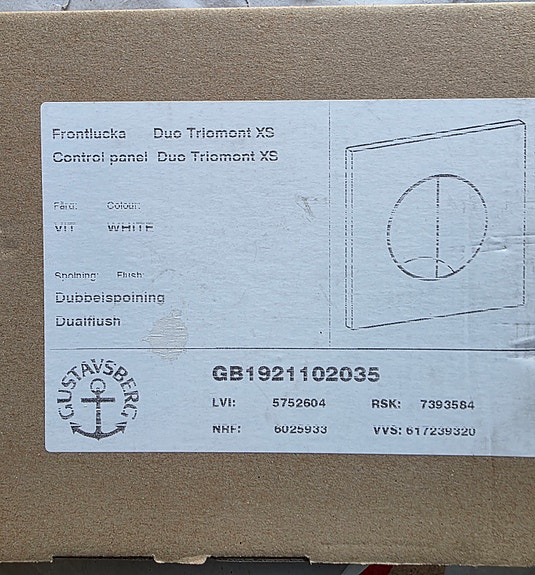 Frontlucka Duo Triomont XS
Control panel Duo Triomont XS
Färg: Colour:
VIT WHITE
Spolning: Flush:
Dubbelspolning
Dualflush
GUSTAVSBERG
GB1921102035
LVI: 5752604 RSK: 7393584
NRF: 6025933 VVS: 617239320